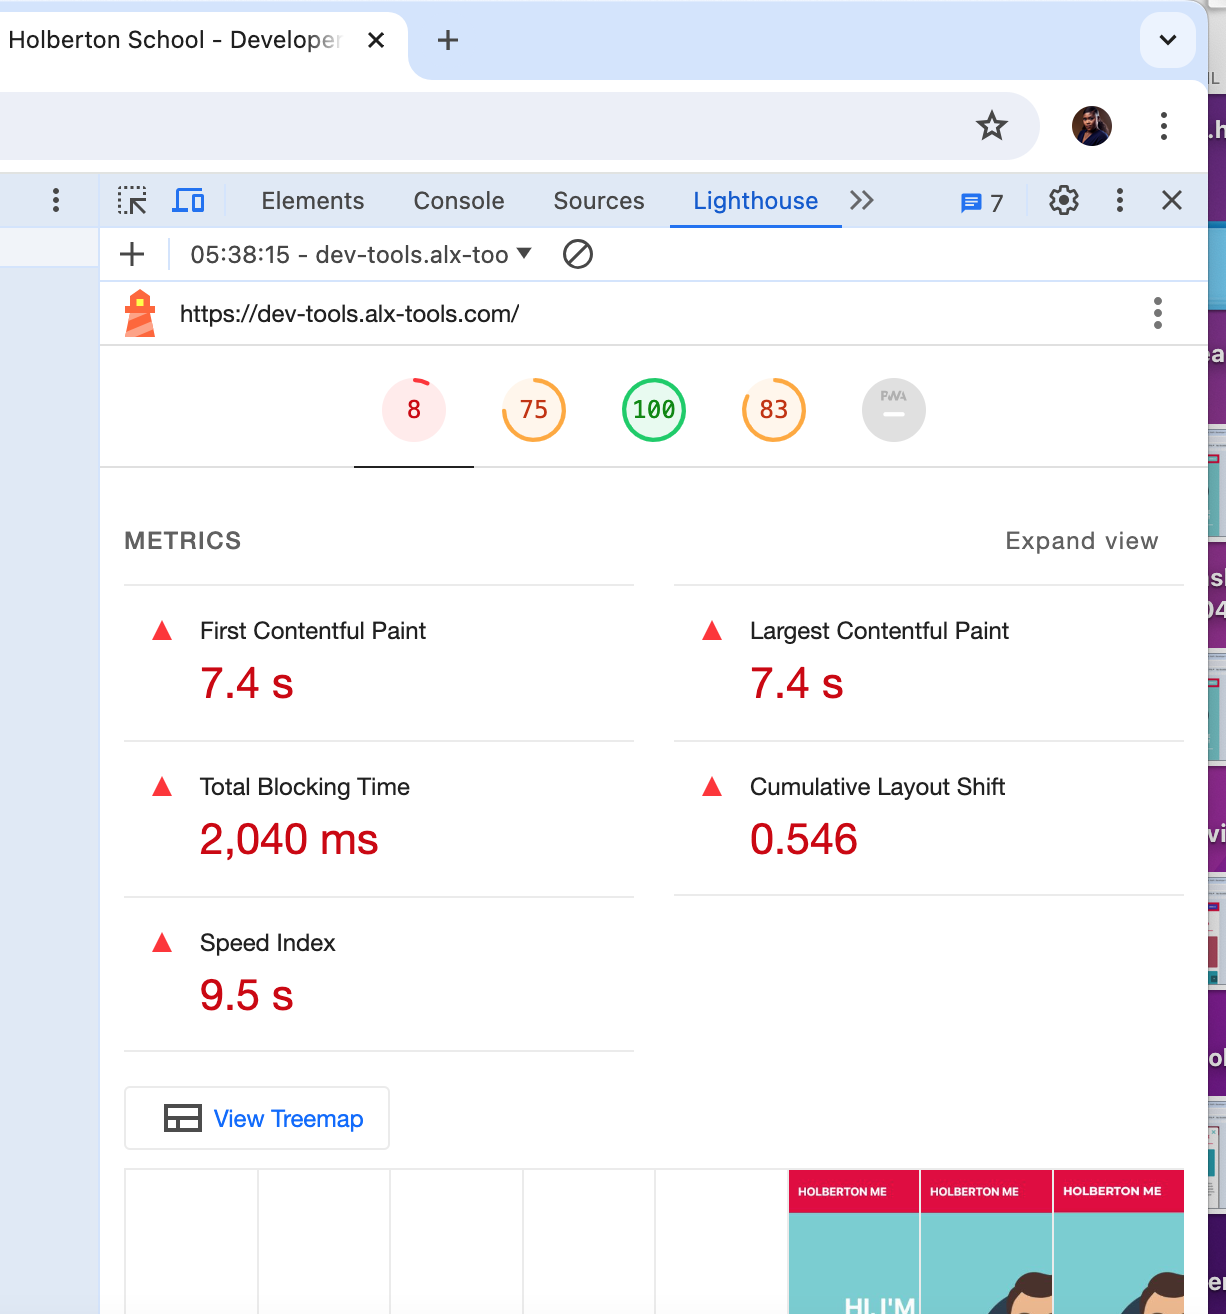 Holberton School - Developer
Elements Console Sources Lighthouse 7
05:38:15 - dev-tools.alx-too
https://dev-tools.alx-tools.com/
8 75 100 83 PWA
METRICS Expand view
First Contentful Paint
7.4 s
Largest Contentful Paint
7.4 s
Total Blocking Time
2,040 ms
Cumulative Layout Shift
0.546
Speed Index
9.5 s
View Treemap
HOLBERTON ME HOLBERTON ME HOLBERTON ME
HI, I'M